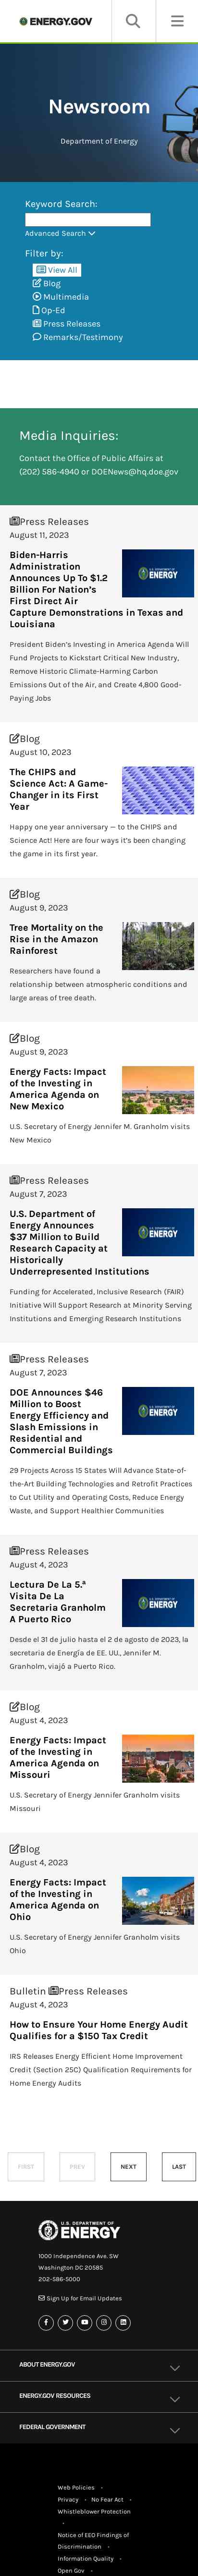 ENERGY.GOV
Newsroom
Department of Energy
Keyword Search:
Advanced Search
Filter by:
View All
Blog
Multimedia
Op-Ed
Press Releases
Remarks/Testimony
Media Inquiries:
Contact the Office of Public Affairs at
(202) 586-4940 or DOENews@hq.doe.gov
Press Releases
August 11, 2023
Biden-Harris
Administration
Announces Up To $1.2
Billion For Nation's
First Direct Air
Capture Demonstrations in Texas and
Louisiana
President Biden's Investing in America Agenda Will
Fund Projects to Kickstart Critical New Industry,
Remove Historic Climate-Harming Carbon
Emissions Out of the Air, and Create 4,800 Good-
Paying Jobs
Blog
August 10, 2023
The CHIPS and
Science Act: A Game-
Changer in its First
Year
Happy one year anniversary — to the CHIPS and
Science Act! Here are four ways it's been changing
the game in its first year.
Blog
August 9, 2023
Tree Mortality on the
Rise in the Amazon
Rainforest
Researchers have found a
relationship between atmospheric conditions and
large areas of tree death.
Blog
August 9, 2023
Energy Facts: Impact
of the Investing in
America Agenda on
New Mexico
U.S. Secretary of Energy Jennifer M. Granholm visits
New Mexico
Press Releases
August 7, 2023
U.S. Department of
Energy Announces
$37 Million to Build
Research Capacity at
Historically
Underrepresented Institutions
Funding for Accelerated, Inclusive Research (FAIR)
Initiative Will Support Research at Minority Serving
Institutions and Emerging Research Institutions
Press Releases
August 7, 2023
DOE Announces $46
Million to Boost
Energy Efficiency and
Slash Emissions in
Residential and
Commercial Buildings
29 Projects Across 15 States Will Advance State-of-
the-Art Building Technologies and Retrofit Practices
to Cut Utility and Operating Costs, Reduce Energy
Waste, and Support Healthier Communities
Press Releases
August 4, 2023
Lectura De La 5.ª
Visita De La
Secretaria Granholm
A Puerto Rico
Desde el 31 de julio hasta el 2 de agosto de 2023, la
secretaria de Energía de EE. UU., Jennifer M.
Granholm, viajó a Puerto Rico.
Blog
August 4, 2023
Energy Facts: Impact
of the Investing in
America Agenda on
Missouri
U.S. Secretary of Energy Jennifer Granholm visits
Missouri
Blog
August 4, 2023
Energy Facts: Impact
of the Investing in
America Agenda on
Ohio
U.S. Secretary of Energy Jennifer Granholm visits
Ohio
Bulletin Press Releases
August 4, 2023
How to Ensure Your Home Energy Audit
Qualifies for a $150 Tax Credit
IRS Releases Energy Efficient Home Improvement
Credit (Section 25C) Qualification Requirements for
Home Energy Audits
FIRST PREV NEXT LAST
U.S. DEPARTMENT OF
ENERGY
1000 Independence Ave. SW
Washington DC 20585
202-586-5000
Sign Up for Email Updates
ABOUT ENERGY.GOV
ENERGY.GOV RESOURCES
FEDERAL GOVERNMENT
Web Policies •
Privacy • No Fear Act •
Whistleblower Protection
•
Notice of EEO Findings of
Discrimination •
Information Quality •
Open Gov •